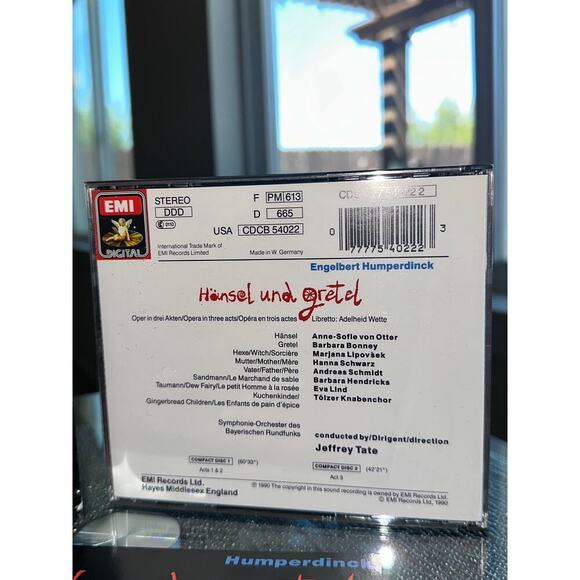 EMI
DIGITAL
STEREO
DDD
F PM 613
D 665
USA CDCB 54022
International Trade Mark of
EMI Records Limited
Made in W. Germany
0 77775 40222 3
Engelbert Humperdinck
Hänsel und Gretel
Oper in drei Akten/Opera in three acts/Opéra en trois actes Libretto: Adelheid Wette
Hänsel Anne-Sofie von Otter
Gretel Barbara Bonney
Hexe/Witch/Sorcière Marjana Lipovšek
Mutter/Mother/Mère Hanna Schwarz
Vater/Father/Père Andreas Schmidt
Sandmann/Le Marchand de sable Barbara Hendricks
Taumann/Dew Fairy/Le petit Homme à la rosée Eva Lind
Kuchenkinder/ Tölzer Knabenchor
Gingerbread Children/Les Enfants de pain d'épice
Symphonie-Orchester des
Bayerischen Rundfunks
conducted by/Dirigent/direction
Jeffrey Tate
COMPACT DISC 1 (60'33") COMPACT DISC 2 (42'21")
Acts 1 & 2 Act 3
EMI Records Ltd.
Hayes Middlesex England
℗ 1990 The copyright in this sound recording is owned by EMI Records Ltd.
© EMI Records Ltd, 1990
Humperdinck